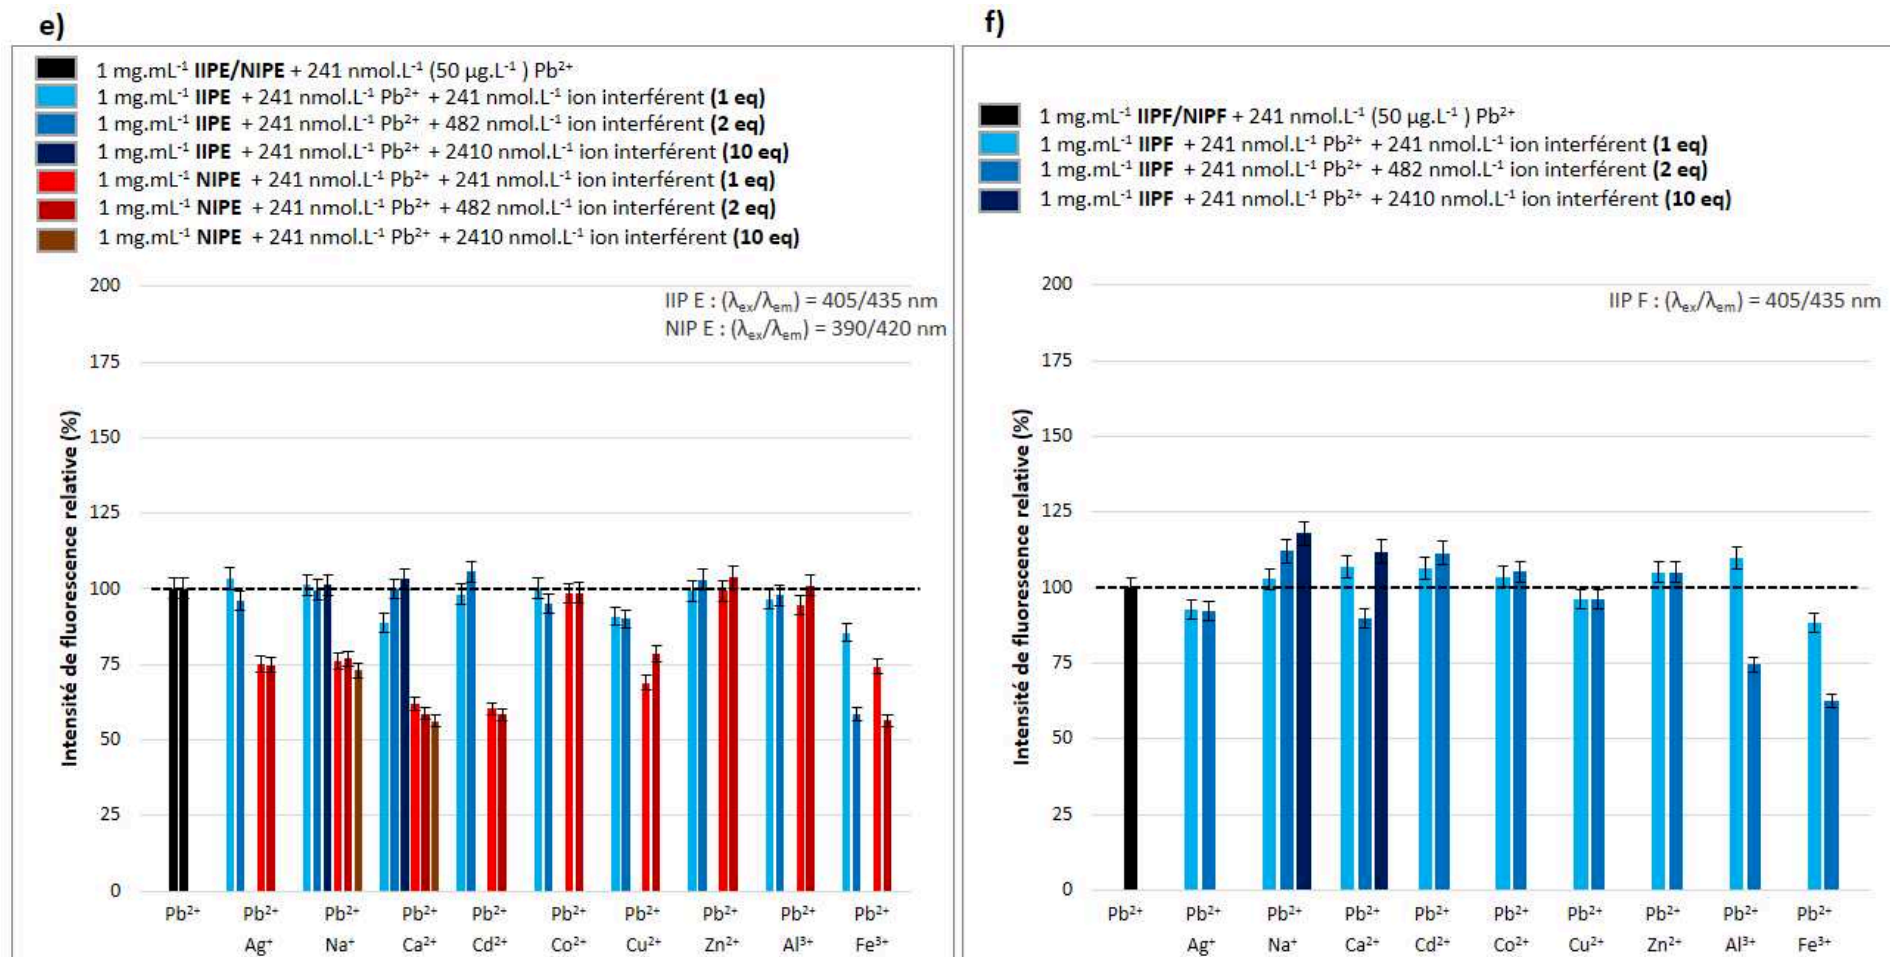 e)
1 mg.mL⁻¹ IIPE/NIPE + 241 nmol.L⁻¹ (50 µg.L⁻¹ ) Pb²⁺
1 mg.mL⁻¹ IIPE + 241 nmol.L⁻¹ Pb²⁺ + 241 nmol.L⁻¹ ion interférent (1 eq)
1 mg.mL⁻¹ IIPE + 241 nmol.L⁻¹ Pb²⁺ + 482 nmol.L⁻¹ ion interférent (2 eq)
1 mg.mL⁻¹ IIPE + 241 nmol.L⁻¹ Pb²⁺ + 2410 nmol.L⁻¹ ion interférent (10 eq)
1 mg.mL⁻¹ NIPE + 241 nmol.L⁻¹ Pb²⁺ + 241 nmol.L⁻¹ ion interférent (1 eq)
1 mg.mL⁻¹ NIPE + 241 nmol.L⁻¹ Pb²⁺ + 482 nmol.L⁻¹ ion interférent (2 eq)
1 mg.mL⁻¹ NIPE + 241 nmol.L⁻¹ Pb²⁺ + 2410 nmol.L⁻¹ ion interférent (10 eq)
IIP E : (λex/λem) = 405/435 nm
NIP E : (λex/λem) = 390/420 nm
Intensité de fluorescence relative (%)
200
175
150
125
100
75
50
25
0
Pb²⁺ Pb²⁺ Pb²⁺ Pb²⁺ Pb²⁺ Pb²⁺ Pb²⁺ Pb²⁺ Pb²⁺ Pb²⁺
Ag⁺ Na⁺ Ca²⁺ Cd²⁺ Co²⁺ Cu²⁺ Zn²⁺ Al³⁺ Fe³⁺
f)
1 mg.mL⁻¹ IIPF/NIPF + 241 nmol.L⁻¹ (50 µg.L⁻¹ ) Pb²⁺
1 mg.mL⁻¹ IIPF + 241 nmol.L⁻¹ Pb²⁺ + 241 nmol.L⁻¹ ion interférent (1 eq)
1 mg.mL⁻¹ IIPF + 241 nmol.L⁻¹ Pb²⁺ + 482 nmol.L⁻¹ ion interférent (2 eq)
1 mg.mL⁻¹ IIPF + 241 nmol.L⁻¹ Pb²⁺ + 2410 nmol.L⁻¹ ion interférent (10 eq)
IIP F : (λex/λem) = 405/435 nm
Intensité de fluorescence relative (%)
200
175
150
125
100
75
50
25
0
Pb²⁺ Pb²⁺ Pb²⁺ Pb²⁺ Pb²⁺ Pb²⁺ Pb²⁺ Pb²⁺ Pb²⁺ Pb²⁺
Ag⁺ Na⁺ Ca²⁺ Cd²⁺ Co²⁺ Cu²⁺ Zn²⁺ Al³⁺ Fe³⁺